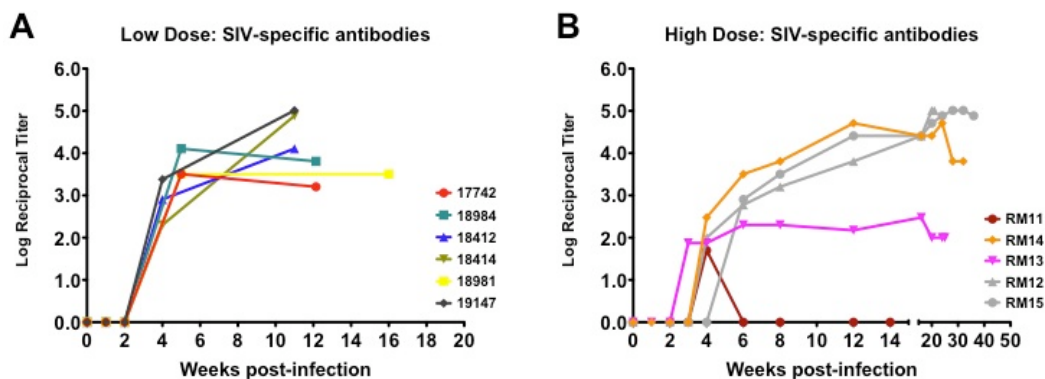 A
Low Dose: SIV-specific antibodies
Log Reciprocal Titer
6.0
5.0
4.0
3.0
2.0
1.0
0.0
0 2 4 6 8 10 12 14 16 18 20
Weeks post-infection
17742
18984
18412
18414
18981
19147
B
High Dose: SIV-specific antibodies
Log Reciprocal Titer
6.0
5.0
4.0
3.0
2.0
1.0
0.0
0 2 4 6 8 10 12 14 16 20 30 40 50
Weeks post-infection
RM11
RM14
RM13
RM12
RM15